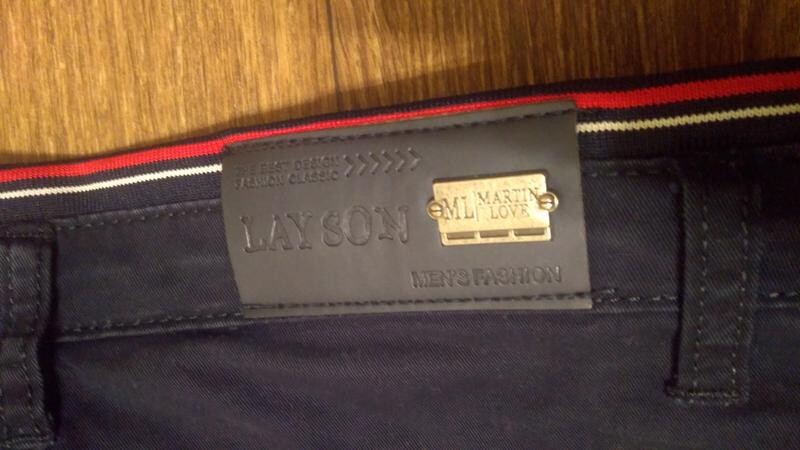 THE BEST DESIGN
FASHION CLASSIC
LAYSON
ML MARTIN
LOVE
MEN'S FASHION